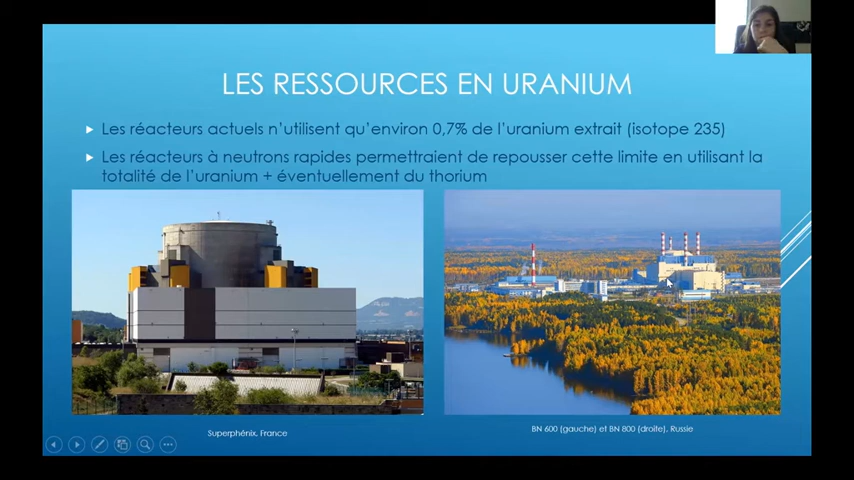 LES RESSOURCES EN URANIUM
Les réacteurs actuels n'utilisent qu'environ 0,7% de l'uranium extrait (isotope 235)
Les réacteurs à neutrons rapides permettraient de repousser cette limite en utilisant la
totalité de l'uranium + éventuellement du thorium
Superphénix, France
BN 600 (gauche) et BN 800 (droite), Russie